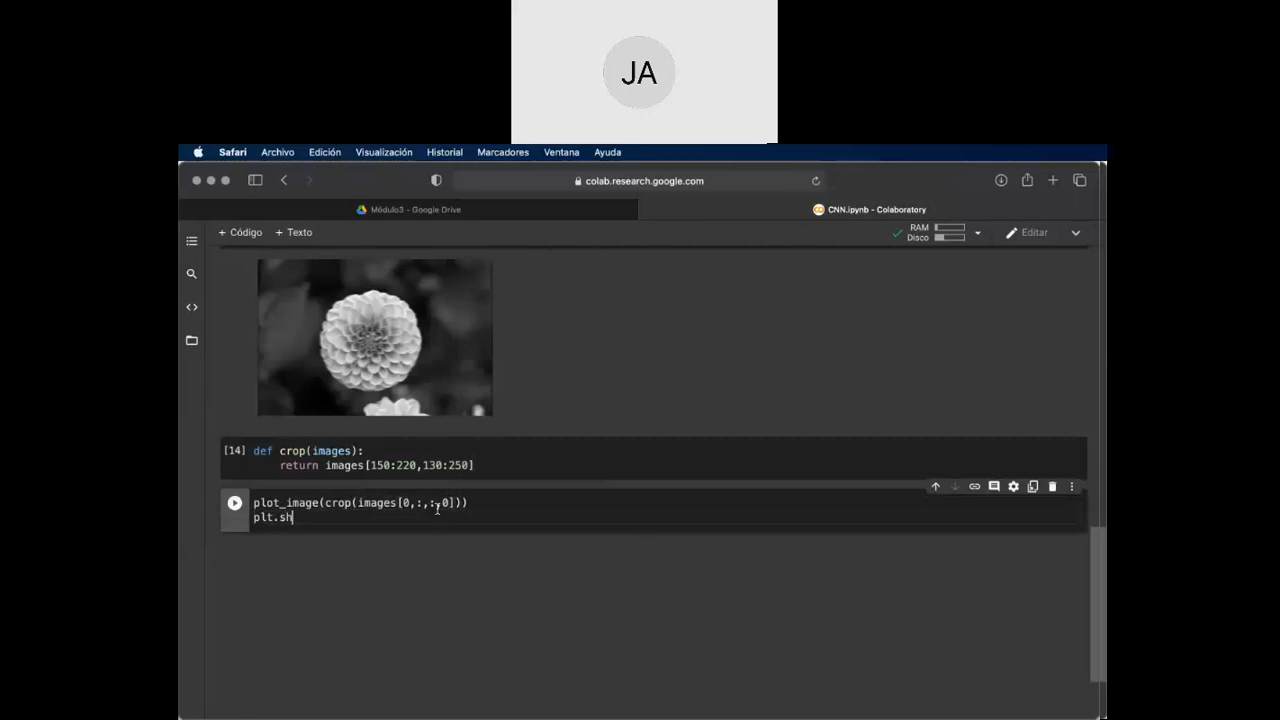 JA
Safari Archivo Edición Visualización Historial Marcadores Ventana Ayuda
colab.research.google.com
Módulo3 - Google Drive
CNN.ipynb - Colaboratory
+ Código + Texto
RAM
Disco
Editar
[14] def crop(images):
return images[150:220,130:250]
plot_image(crop(images[0,:,:,0]))
plt.sh